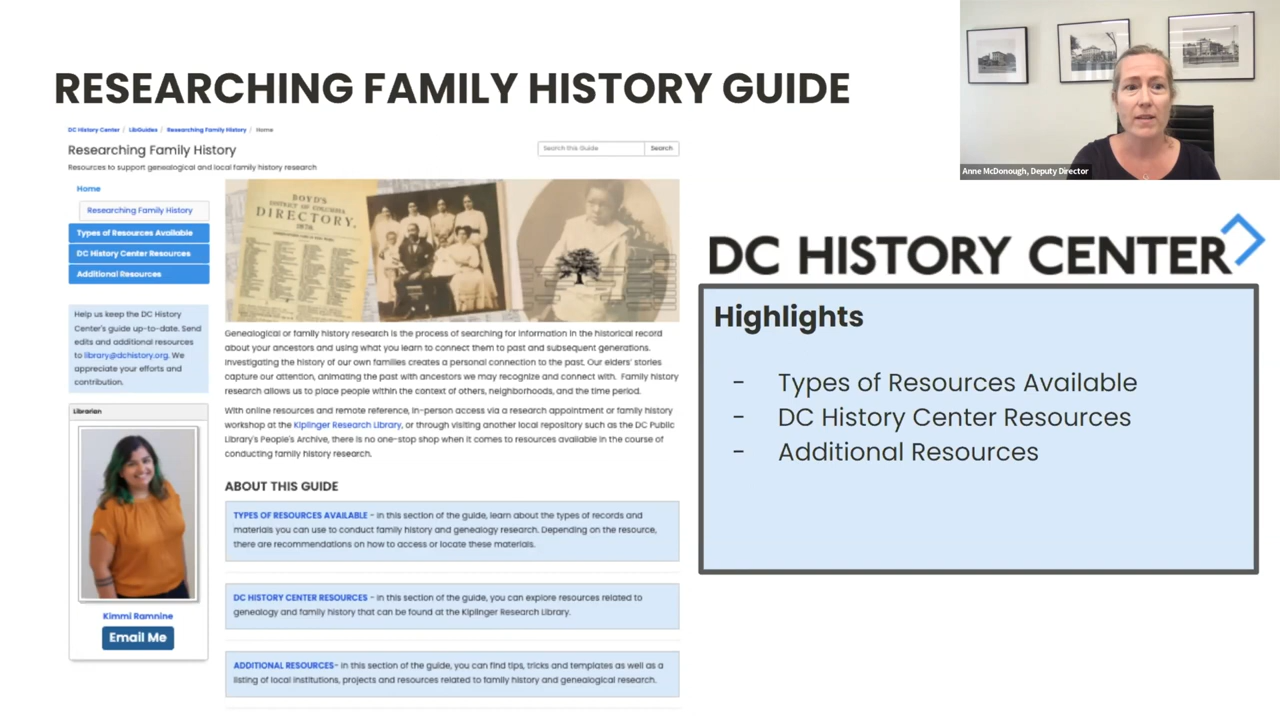 RESEARCHING FAMILY HISTORY GUIDE
Anne McDonough, Deputy Director
DC History Center / LibGuides / Researching Family History / Home
Researching Family History
Resources to support genealogical and local family history research
Search this Guide
Search
Home
Researching Family History
Types of Resources Available
DC History Center Resources
Additional Resources
Help us keep the DC History
Center's guide up-to-date. Send
edits and additional resources
to library@dchistory.org. We
appreciate your efforts and
contribution.
Librarian
Kimmi Ramnine
Email Me
BOYD'S
DISTRICT OF COLUMBIA
DIRECTORY,
Genealogical or family history research is the process of searching for information in the historical record
about your ancestors and using what you learn to connect them to past and subsequent generations.
Investigating the history of our own families creates a personal connection to the past. Our elders' stories
capture our attention, animating the past with ancestors we may recognize and connect with. Family history
research allows us to place people within the context of others, neighborhoods, and the time period.
With online resources and remote reference, in-person access via a research appointment or family history
workshop at the Kiplinger Research Library, or through visiting another local repository such as the DC Public
Library's People's Archive, there is no one-stop shop when it comes to resources available in the course of
conducting family history research.
ABOUT THIS GUIDE
TYPES OF RESOURCES AVAILABLE - in this section of the guide, learn about the types of records and
materials you can use to conduct family history and genealogy research. Depending on the resource,
there are recommendations on how to access or locate these materials.
DC HISTORY CENTER RESOURCES - in this section of the guide, you can explore resources related to
genealogy and family history that can be found at the Kiplinger Research Library.
ADDITIONAL RESOURCES- in this section of the guide, you can find tips, tricks and templates as well as a
listing of local institutions, projects and resources related to family history and genealogical research.
DC HISTORY CENTER
Highlights
- Types of Resources Available
- DC History Center Resources
- Additional Resources